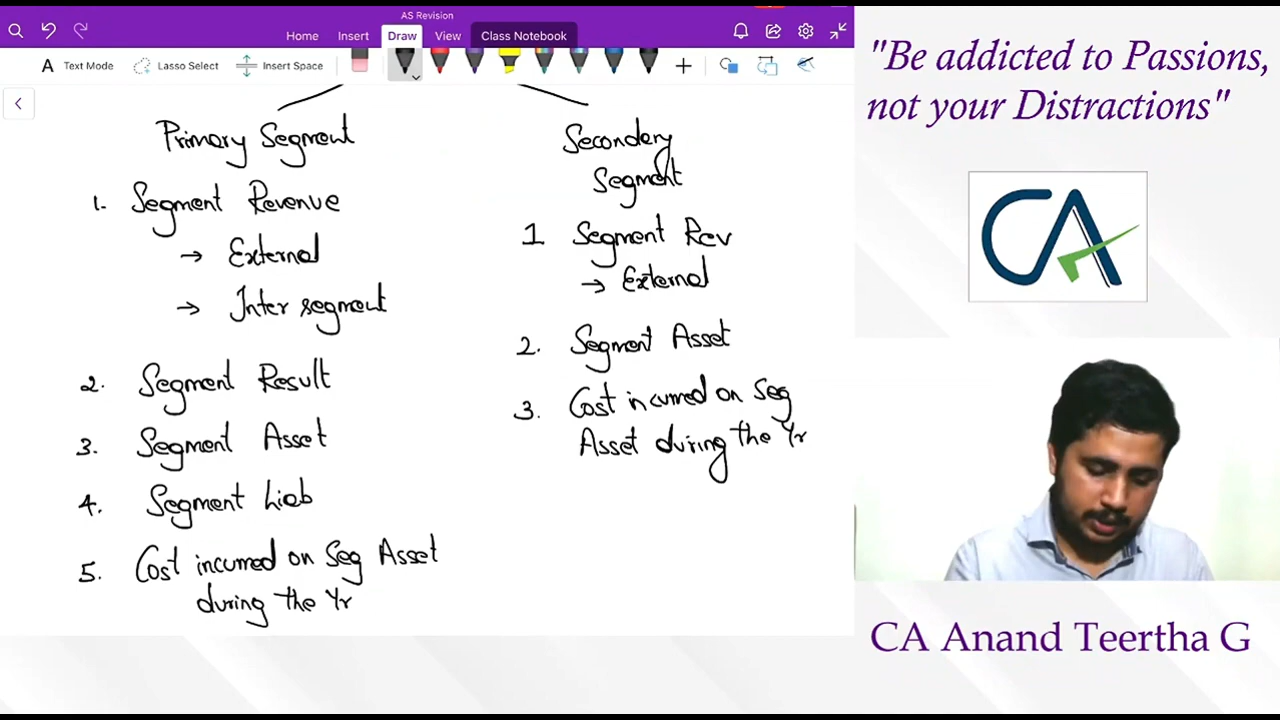 AS Revision
Home Insert Draw View Class Notebook
A Text Mode Lasso Select Insert Space
Primary Segment
1. Segment Revenue
→ External
→ Inter segment
2. Segment Result
3. Segment Asset
4. Segment Liab
5. Cost incurred on Seg Asset
during the Yr
Secondary
Segment
1 Segment Rev
→ External
2. Segment Asset
3. Cost incurred on Seg
Asset during the Yr
"Be addicted to Passions,
not your Distractions"
CA
CA Anand Teertha G